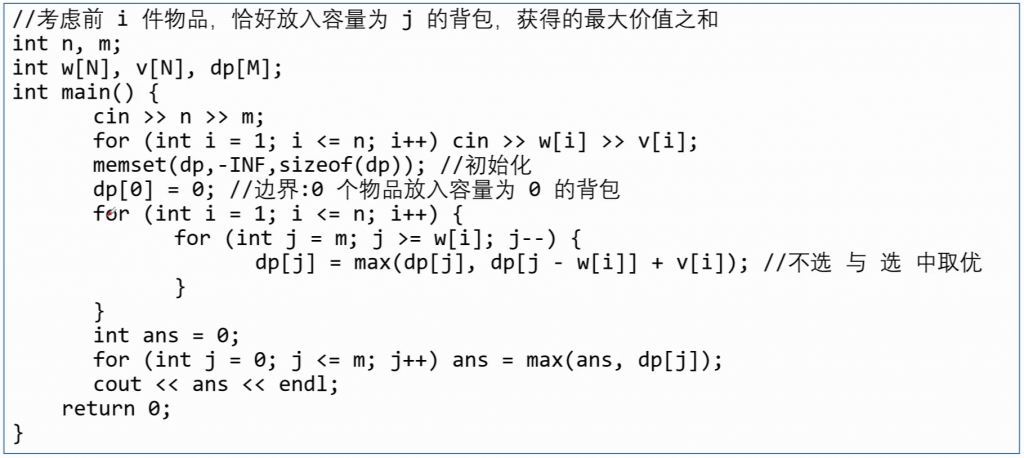 //考虑前 i 件物品，恰好放入容量为 j 的背包，获得的最大价值之和
int n, m;
int w[N], v[N], dp[M];
int main() {
cin >> n >> m;
for (int i = 1; i <= n; i++) cin >> w[i] >> v[i];
memset(dp,-INF,sizeof(dp)); //初始化
dp[0] = 0; //边界:0 个物品放入容量为 0 的背包
for (int i = 1; i <= n; i++) {
for (int j = m; j >= w[i]; j--) {
dp[j] = max(dp[j], dp[j - w[i]] + v[i]); //不选 与 选 中取优
}
}
int ans = 0;
for (int j = 0; j <= m; j++) ans = max(ans, dp[j]);
cout << ans << endl;
return 0;
}